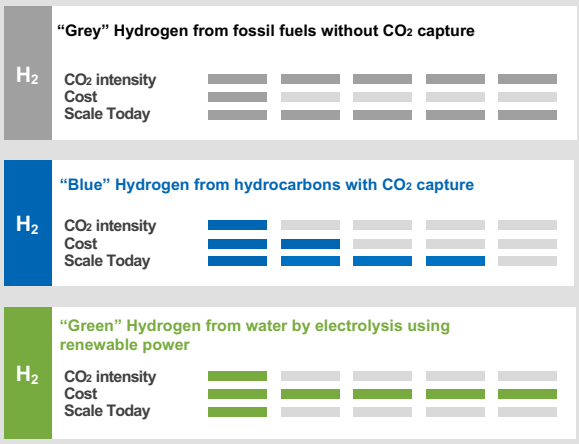 “Grey” Hydrogen from fossil fuels without CO₂ capture
H₂
CO₂ intensity
Cost
Scale Today
“Blue” Hydrogen from hydrocarbons with CO₂ capture
H₂
CO₂ intensity
Cost
Scale Today
“Green” Hydrogen from water by electrolysis using
renewable power
H₂
CO₂ intensity
Cost
Scale Today